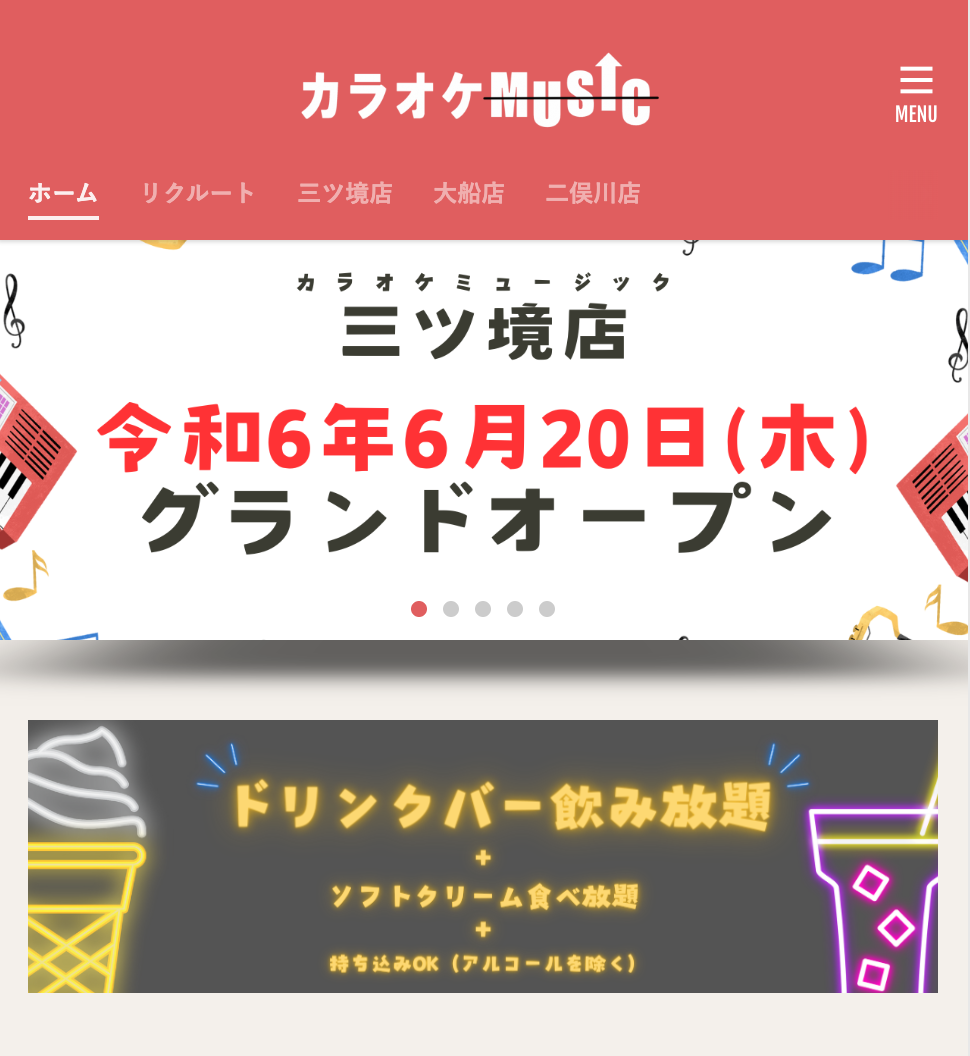 カラオケMUSIC
MENU
ホーム リクルート 三ツ境店 大船店 二俣川店
カラオケミュージック
三ツ境店
令和6年6月20日(木)
グランドオープン
ドリンクバー飲み放題
+
ソフトクリーム食べ放題
+
持ち込みOK（アルコールを除く）